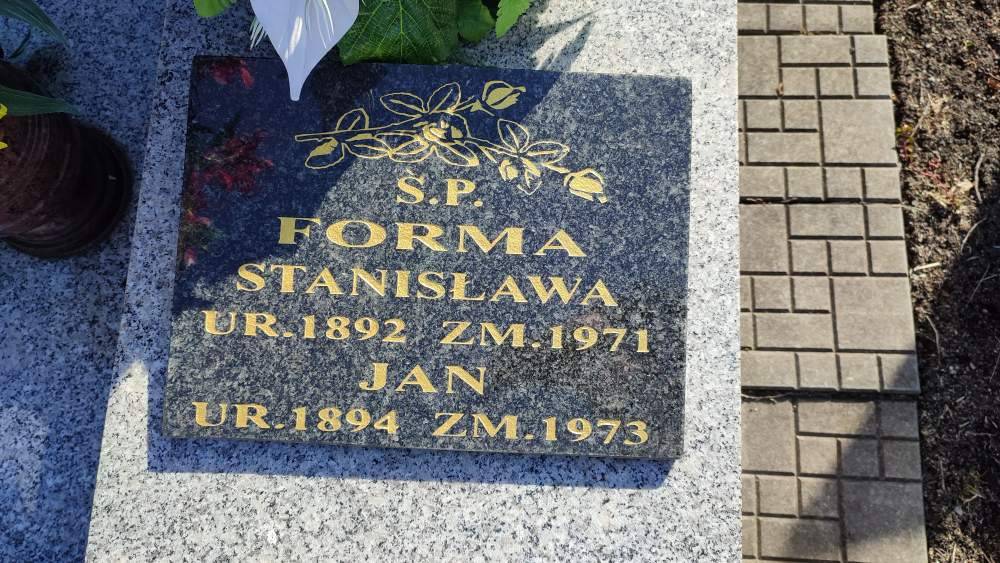 Ś.P.
FORMA
STANISŁAWA
UR.1892 ZM.1971
JAN
UR.1894 ZM.1973